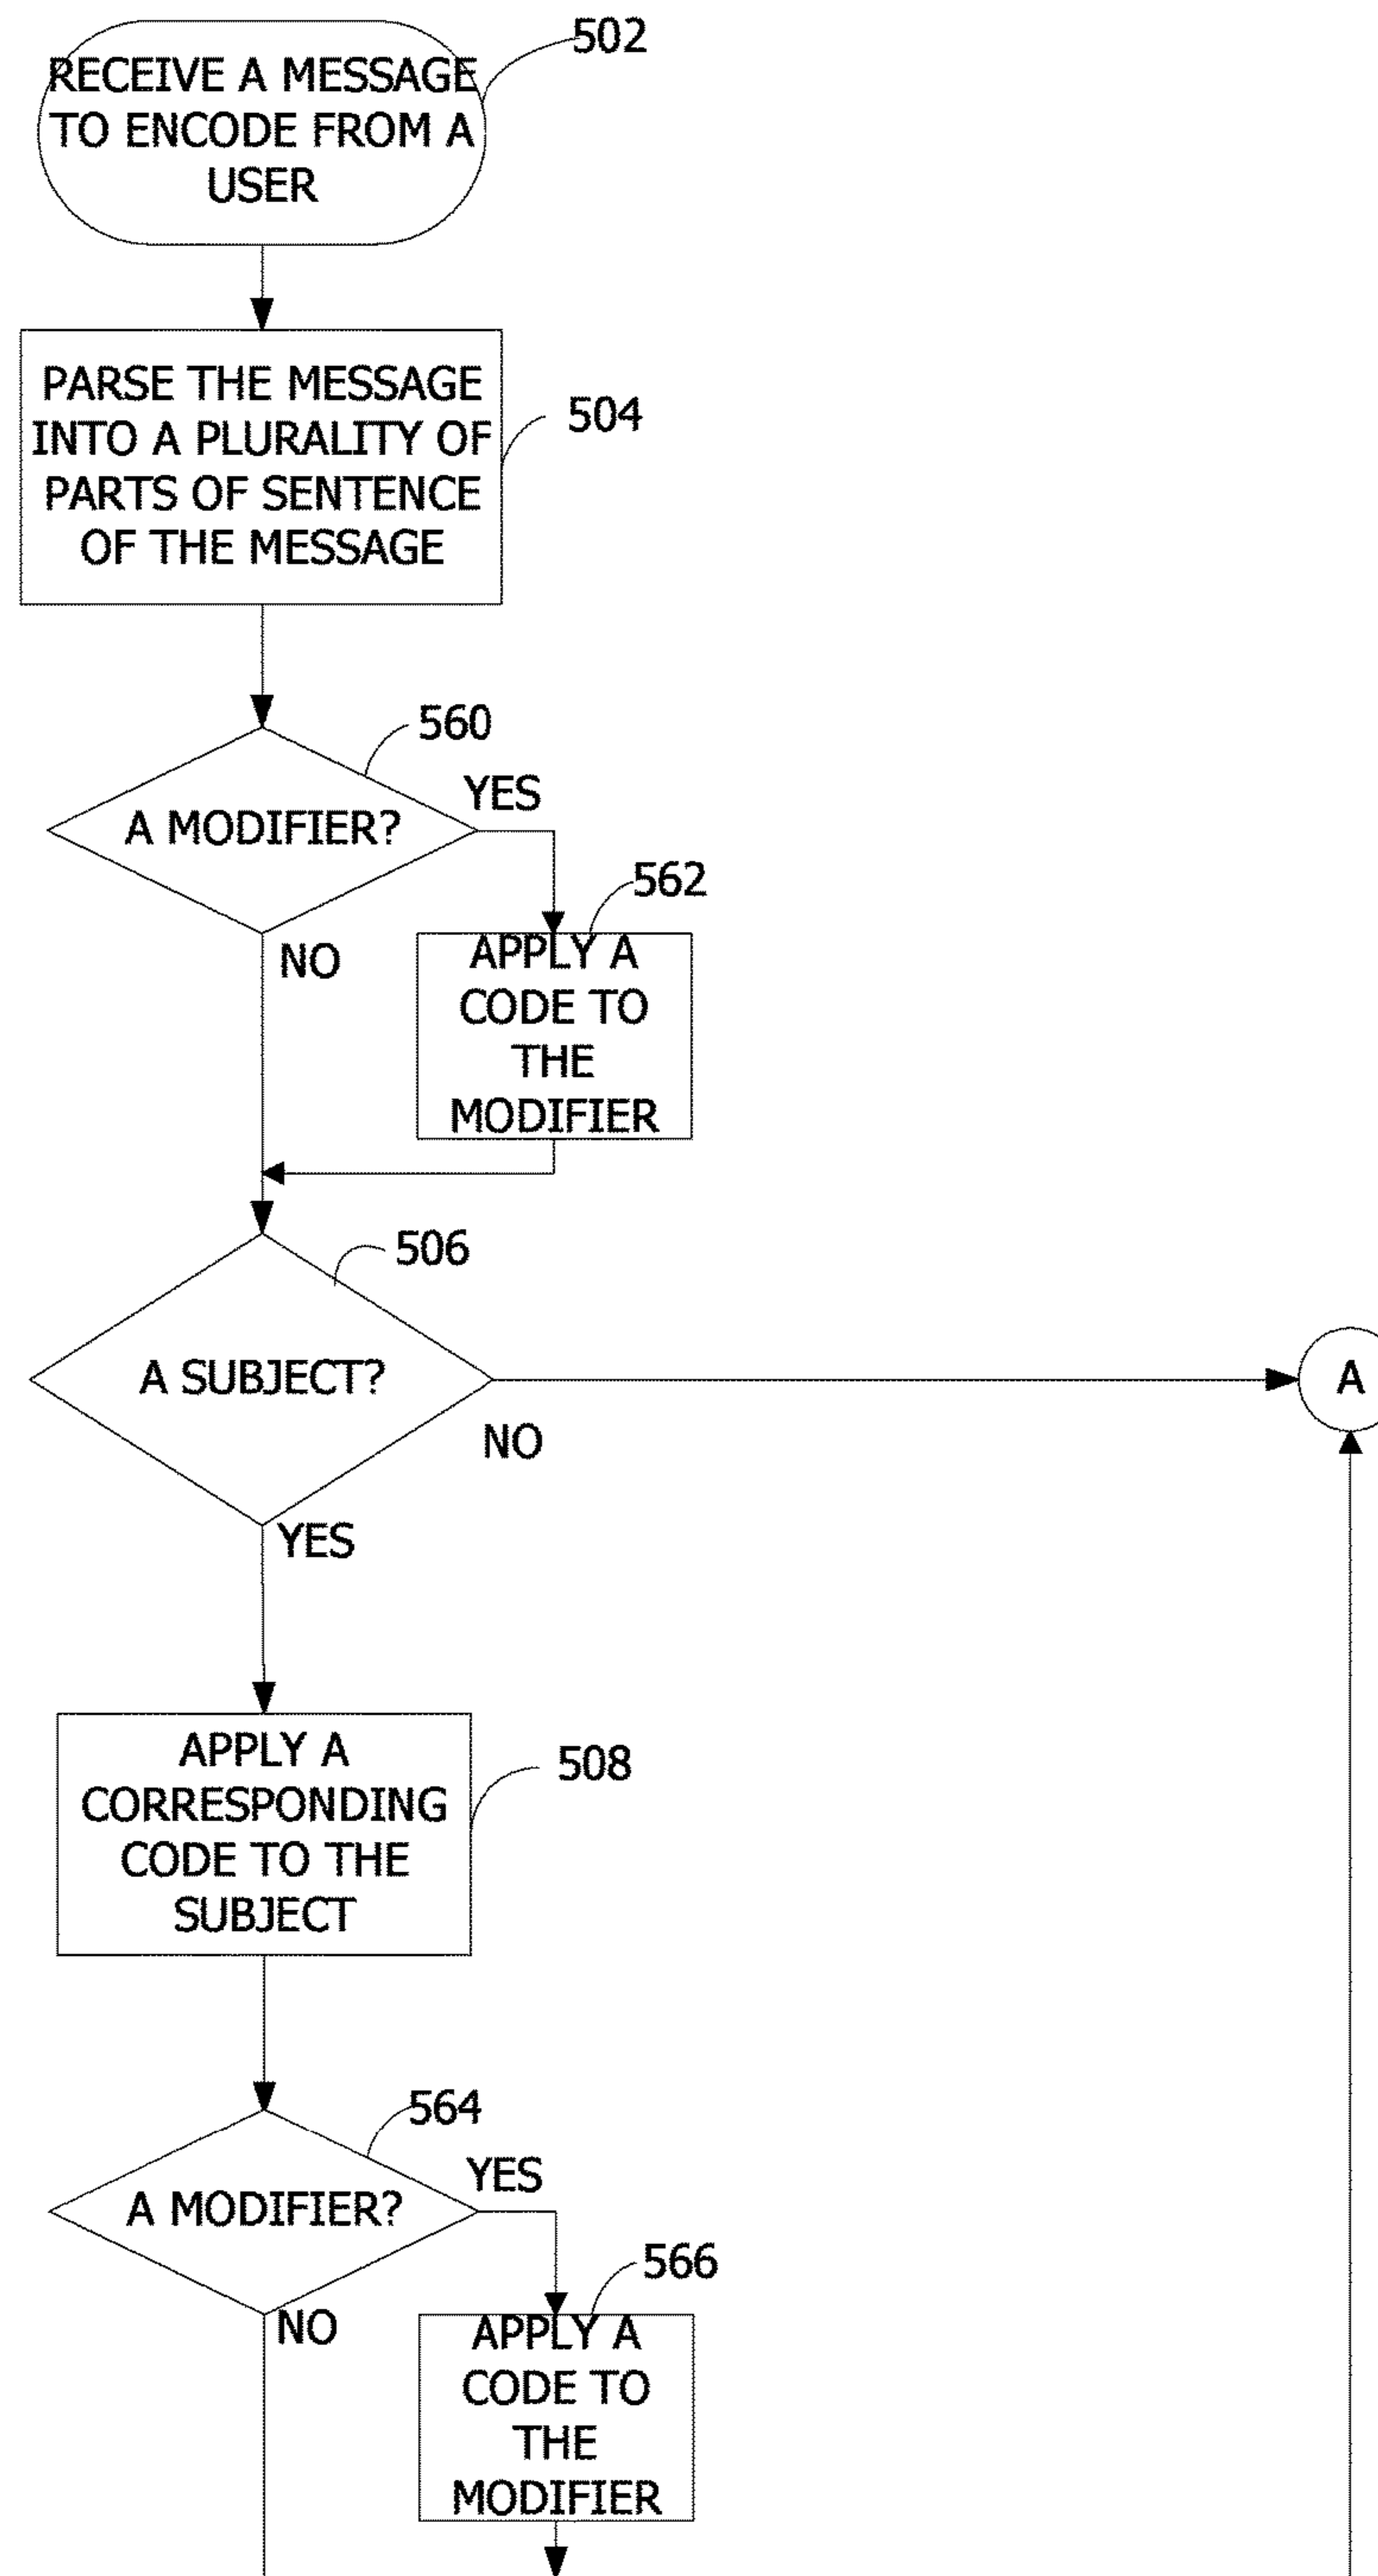 502
RECEIVE A MESSAGE
TO ENCODE FROM A
USER
PARSE THE MESSAGE
INTO A PLURALITY OF
PARTS OF SENTENCE
OF THE MESSAGE
504
560
YES
A MODIFIER?
562
NO
APPLY A
CODE TO
THE
MODIFIER
506
A SUBJECT?
A
NO
YES
APPLY A
CORRESPONDING
CODE TO THE
SUBJECT
508
564
YES
A MODIFIER?
566
NO
APPLY A
CODE TO
THE
MODIFIER